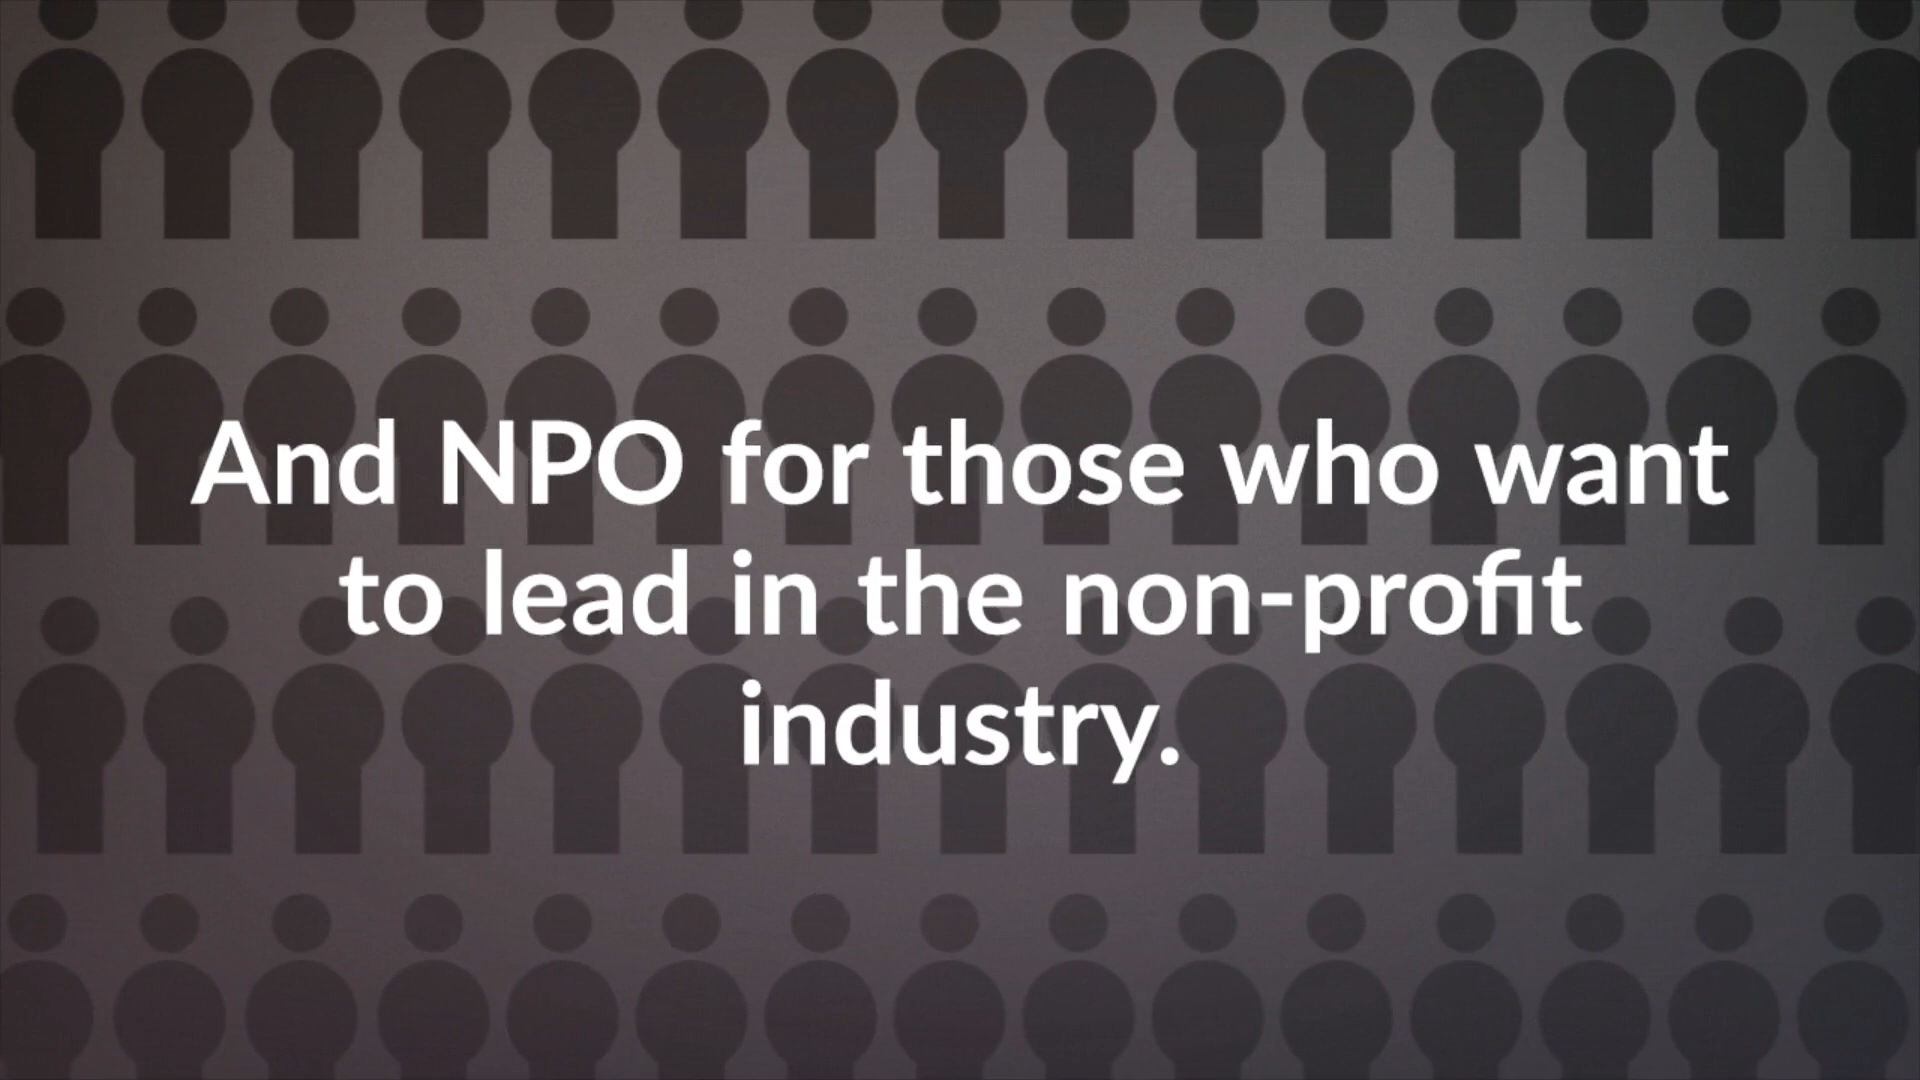 And NPO for those who want
to lead in the non-profit
industry.